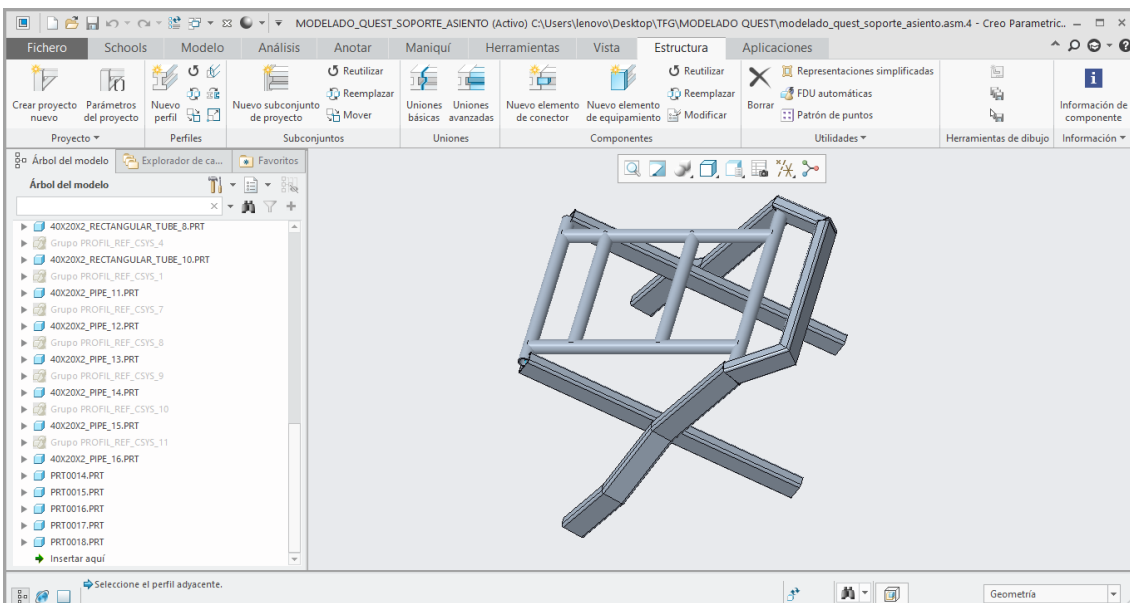 MODELADO_QUEST_SOPORTE_ASIENTO (Activo) C:\Users\lenovo\Desktop\TFG\MODELADO QUEST\modelado_quest_soporte_asiento.asm.4 - Creo Parametric..
Fichero Schools Modelo Análisis Anotar Maniquí Herramientas Vista Estructura Aplicaciones
Crear proyecto nuevo
Parámetros del proyecto
Proyecto
Nuevo perfil
Perfiles
Nuevo subconjunto de proyecto
Reutilizar
Reemplazar
Mover
Subconjuntos
Uniones básicas
Uniones avanzadas
Uniones
Nuevo elemento de conector
Nuevo elemento de equipamiento
Reutilizar
Reemplazar
Modificar
Componentes
Borrar
Representaciones simplificadas
FDU automáticas
Patrón de puntos
Utilidades
Herramientas de dibujo
Información de componente
Información
Árbol del modelo Explorador de ca... Favoritos
Árbol del modelo
40X20X2_RECTANGULAR_TUBE_8.PRT
Grupo PROFIL_REF_CSYS_4
40X20X2_RECTANGULAR_TUBE_10.PRT
Grupo PROFIL_REF_CSYS_1
40X20X2_PIPE_11.PRT
Grupo PROFIL_REF_CSYS_7
40X20X2_PIPE_12.PRT
Grupo PROFIL_REF_CSYS_8
40X20X2_PIPE_13.PRT
Grupo PROFIL_REF_CSYS_9
40X20X2_PIPE_14.PRT
Grupo PROFIL_REF_CSYS_10
40X20X2_PIPE_15.PRT
Grupo PROFIL_REF_CSYS_11
40X20X2_PIPE_16.PRT
PRT0014.PRT
PRT0015.PRT
PRT0016.PRT
PRT0017.PRT
PRT0018.PRT
Insertar aquí
Seleccione el perfil adyacente.
Geometría